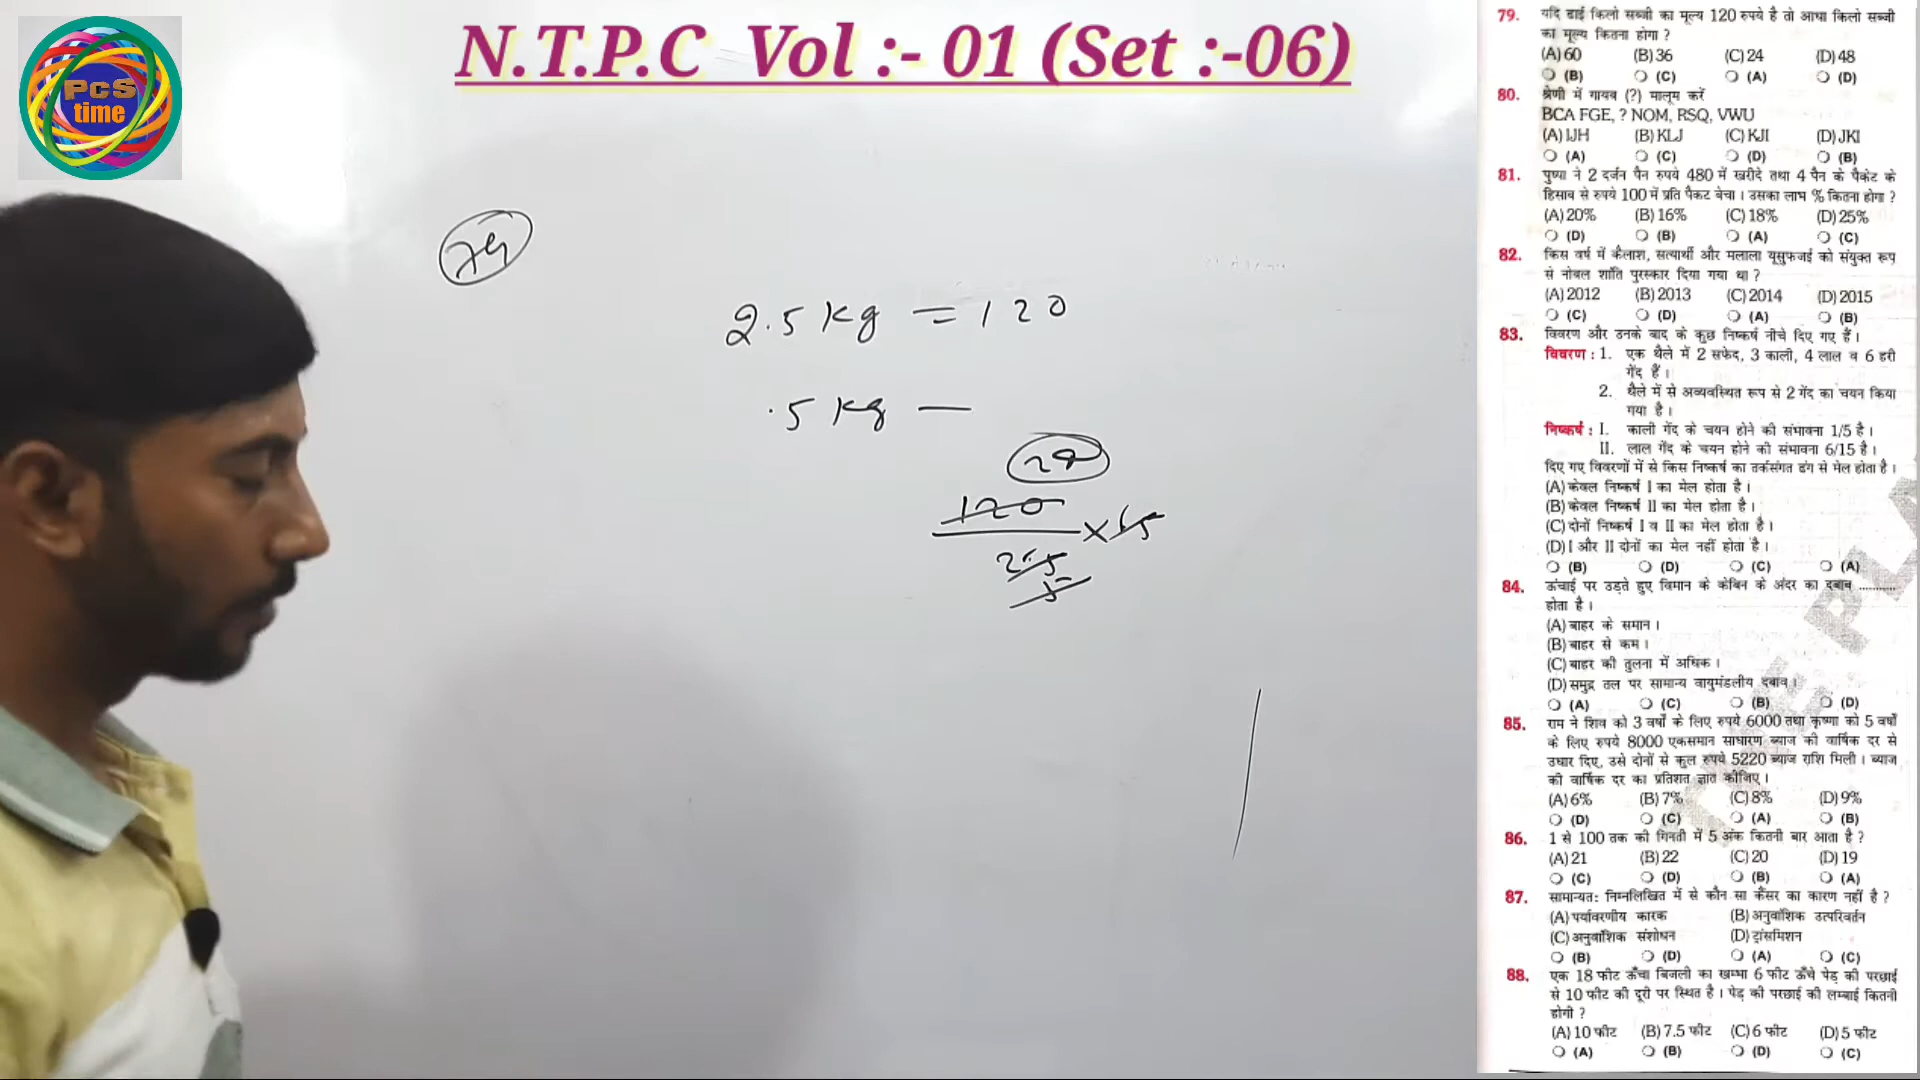 PcS
time
N.T.P.C Vol :- 01 (Set :-06)
79
2.5 kg = 120
.5 kg —
24
120
× .5
2.5
5
79. यदि ढाई किलो सब्जी का मूल्य 120 रुपये है तो आधा किलो सब्जी
का मूल्य कितना होगा ?
(A) 60 (B) 36 (C) 24 (D) 48
(B) (C) (A) (D)
80. श्रेणी में गायब (?) मालूम करें
BCA FGE, ? NOM, RSQ, VWU
(A) IJH (B) KLJ (C) KJI (D) JKI
(A) (C) (D) (B)
81. पुष्पा ने 2 दर्जन पैन रुपये 480 में खरीदे तथा 4 पैन के पैकेट के
हिसाब से रुपये 100 में प्रति पैकट बेचा । उसका लाभ % कितना होगा ?
(A) 20% (B) 16% (C) 18% (D) 25%
(D) (B) (A) (C)
82. किस वर्ष में कैलाश, सत्यार्थी और मलाला यूसुफजई को संयुक्त रूप
से नोबल शांति पुरस्कार दिया गया था ?
(A) 2012 (B) 2013 (C) 2014 (D) 2015
(C) (D) (A) (B)
83. विवरण और उनके बाद के कुछ निष्कर्ष नीचे दिए गए हैं ।
विवरण : 1. एक थैले में 2 सफेद, 3 काली, 4 लाल व 6 हरी
गेंद हैं ।
2. थैले में से अव्यवस्थित रूप से 2 गेंद का चयन किया
गया है ।
निष्कर्ष : I. काली गेंद के चयन होने की संभावना 1/5 है ।
II. लाल गेंद के चयन होने की संभावना 6/15 है ।
दिए गए विवरणों में से किस निष्कर्ष का तर्कसंगत ढंग से मेल होता है ।
(A) केवल निष्कर्ष I का मेल होता है ।
(B) केवल निष्कर्ष II का मेल होता है ।
(C) दोनों निष्कर्ष I व II का मेल होता है ।
(D) I और II दोनों का मेल नहीं होता है ।
(B) (D) (C) (A)
84. ऊंचाई पर उड़ते हुए विमान के केबिन के अंदर का दबाव ...........
होता है ।
(A) बाहर के समान ।
(B) बाहर से कम ।
(C) बाहर की तुलना में अधिक ।
(D) समुद्र तल पर सामान्य वायुमंडलीय दबाव ।
(A) (C) (B) (D)
85. राम ने शिव को 3 वर्षों के लिए रुपये 6000 तथा कृष्णा को 5 वर्षों
के लिए रुपये 8000 एकसमान साधारण ब्याज की वार्षिक दर से
उधार दिए, उसे दोनों से कुल रुपये 5220 ब्याज राशि मिली । ब्याज
की वार्षिक दर का प्रतिशत ज्ञात कीजिए ।
(A) 6% (B) 7% (C) 8% (D) 9%
(D) (C) (A) (B)
86. 1 से 100 तक की गिनती में 5 अंक कितनी बार आता है ?
(A) 21 (B) 22 (C) 20 (D) 19
(C) (D) (B) (A)
87. सामान्यत: निम्नलिखित में से कौन सा कैंसर का कारण नहीं है ?
(A) पर्यावरणीय कारक (B) अनुवांशिक उत्परिवर्तन
(C) अनुवांशिक संशोधन (D) ट्रांसमिशन
(B) (D) (A) (C)
88. एक 18 फीट ऊँचा बिजली का खम्भा 6 फीट ऊँचे पेड़ की परछाई
से 10 फीट की दूरी पर स्थित है । पेड़ की परछाई की लम्बाई कितनी
होगी ?
(A) 10 फीट (B) 7.5 फीट (C) 6 फीट (D) 5 फीट
(A) (B) (D) (C)